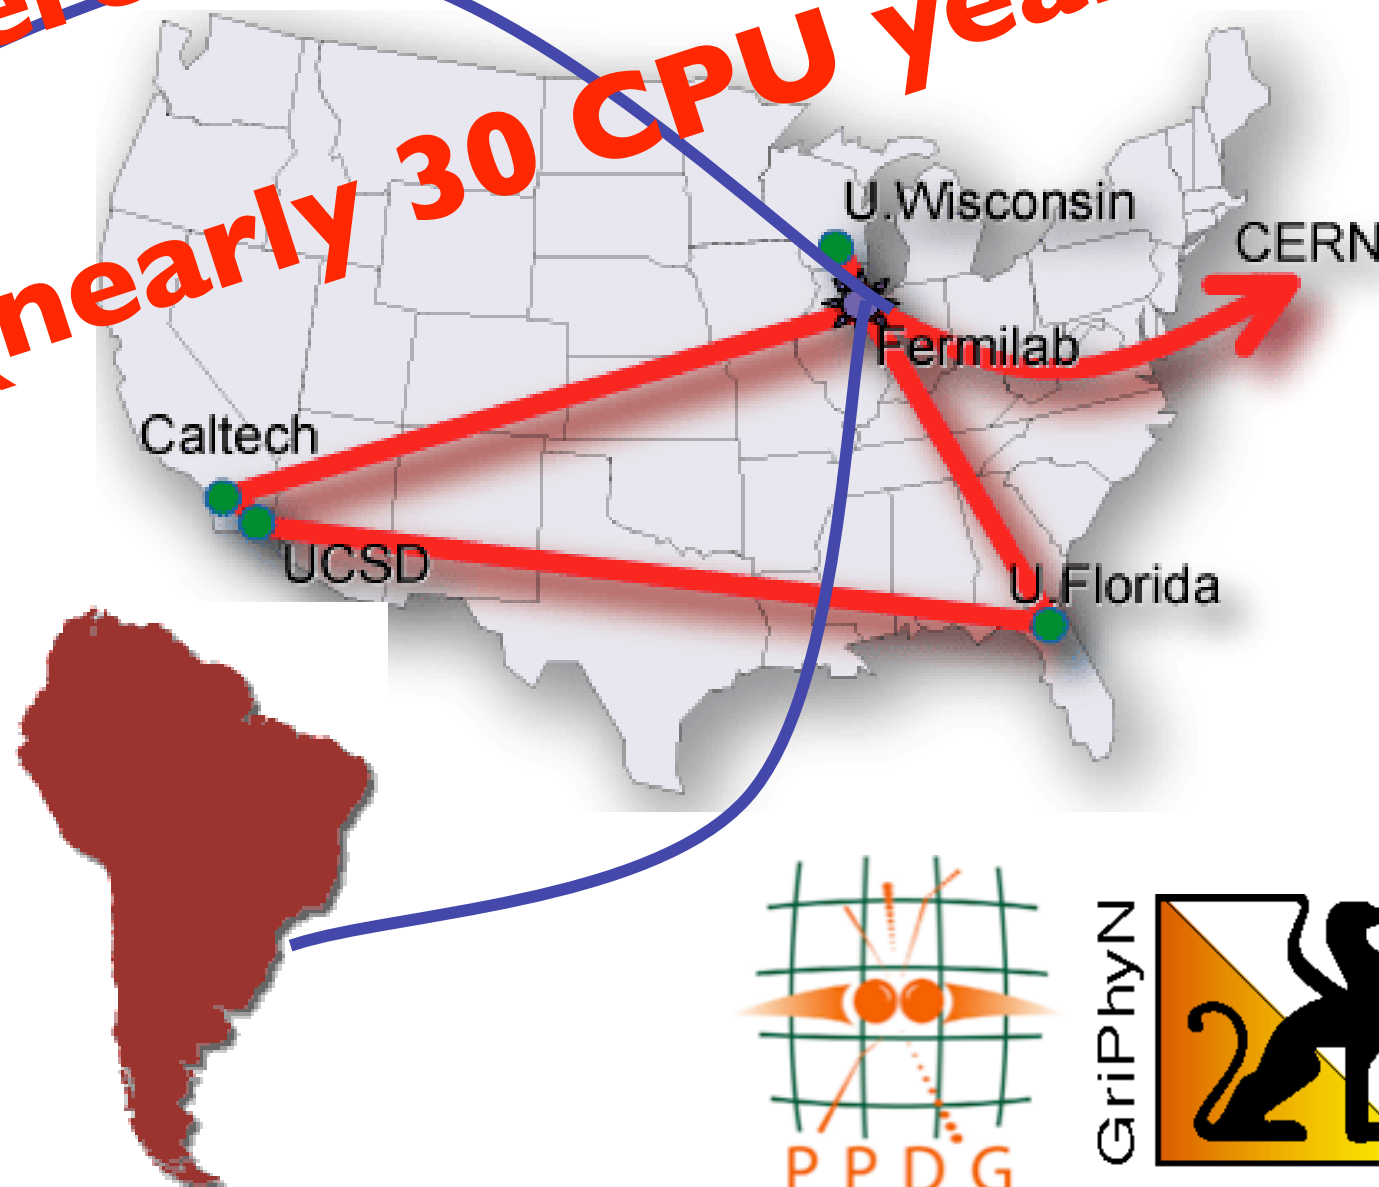 (nearly 30 CPU
U.Wisconsin
CERN
Fermilab
Caltech
UCSD
U.Florida
GriPhyN
PPDG